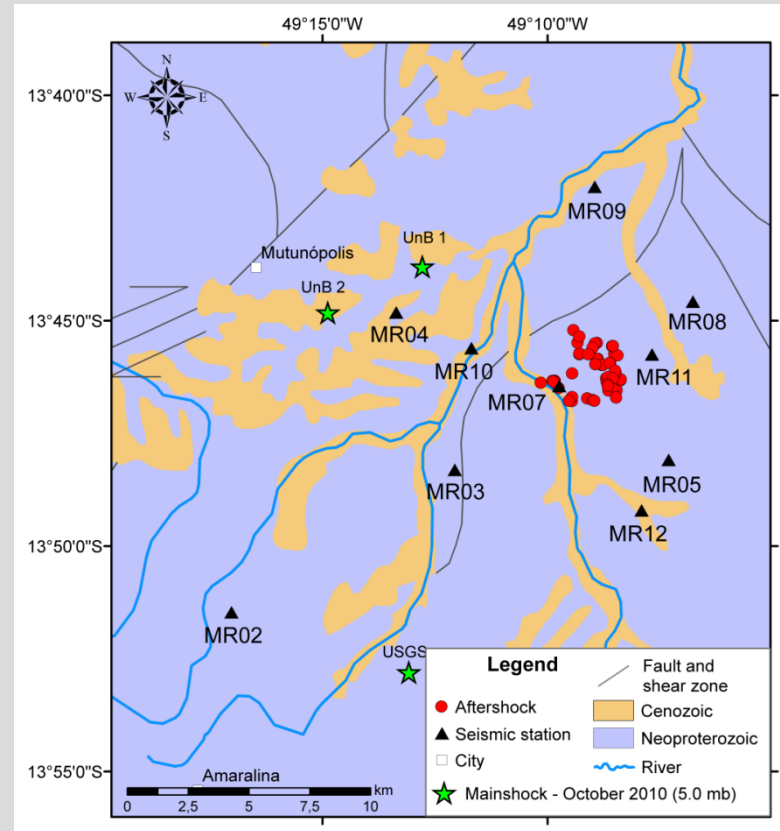 49°15'0"W
49°10'0"W
N
W E
S
13°40'0"S
MR09
UnB 1
Mutunópolis
UnB 2
MR04
MR08
13°45'0"S
MR10
MR11
MR07
MR03
MR05
MR12
13°50'0"S
MR02
USGS
Legend
Fault and
shear zone
Aftershock
Cenozoic
Seismic station
Neoproterozoic
City
River
Mainshock - October 2010 (5.0 mb)
13°55'0"S
Amaralina
km
0 2,5 5 7,5 10